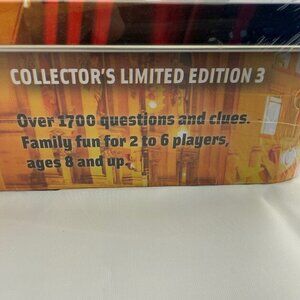 COLLECTOR'S LIMITED EDITION 3
Over 1700 questions and clues.
Family fun for 2 to 6 players,
ages 8 and up.